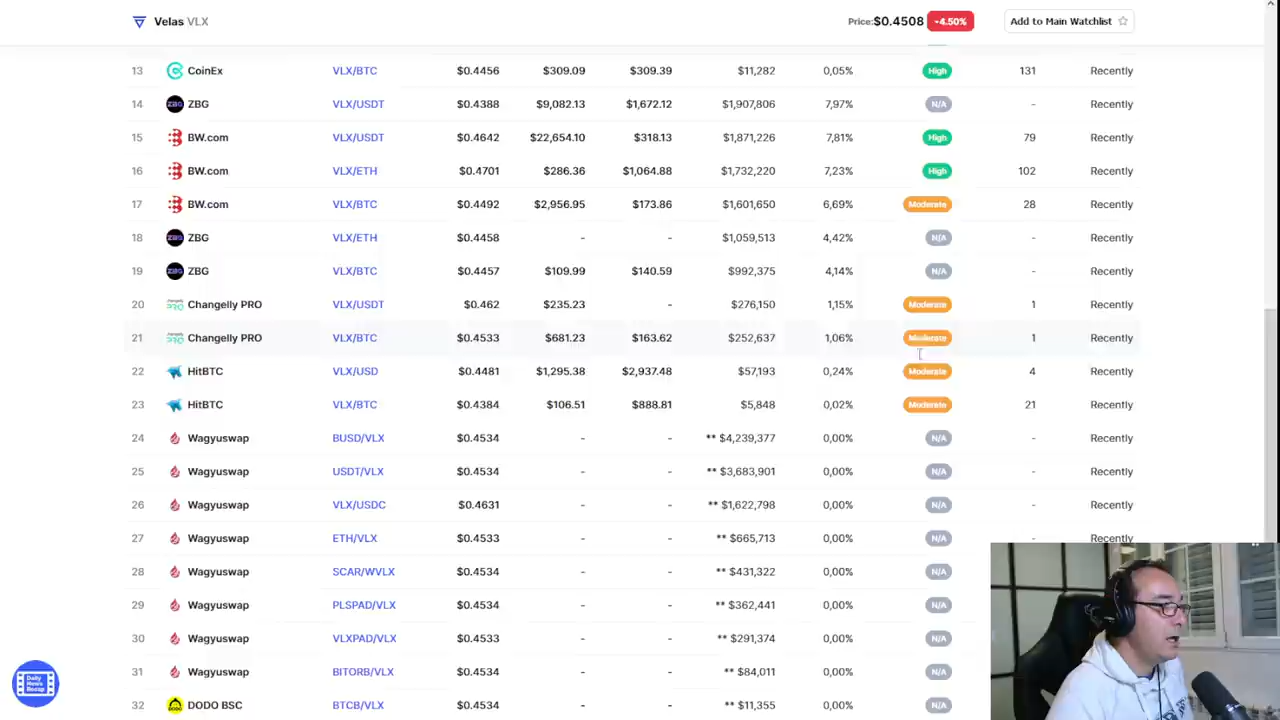 Velas VLX Price:$0.4508 -4.50% Add to Main Watchlist
13 CoinEx VLX/BTC $0.4456 $309.09 $309.39 $11,282 0,05% High 131 Recently
14 ZBG VLX/USDT $0.4388 $9,082.13 $1,672.12 $1,907,806 7,97% N/A - Recently
15 BW.com VLX/USDT $0.4642 $22,654.10 $318.13 $1,871,226 7,81% High 79 Recently
16 BW.com VLX/ETH $0.4701 $286.36 $1,064.88 $1,732,220 7,23% High 102 Recently
17 BW.com VLX/BTC $0.4492 $2,956.95 $173.86 $1,601,650 6,69% Moderate 28 Recently
18 ZBG VLX/ETH $0.4458 - - $1,059,513 4,42% N/A - Recently
19 ZBG VLX/BTC $0.4457 $109.99 $140.59 $992,375 4,14% N/A - Recently
20 Changelly PRO VLX/USDT $0.462 $235.23 - $276,150 1,15% Moderate 1 Recently
21 Changelly PRO VLX/BTC $0.4533 $681.23 $163.62 $252,637 1,06% Moderate 1 Recently
22 HitBTC VLX/USD $0.4481 $1,295.38 $2,937.48 $57,193 0,24% Moderate 4 Recently
23 HitBTC VLX/BTC $0.4384 $106.51 $888.81 $5,848 0,02% Moderate 21 Recently
24 Wagyuswap BUSD/VLX $0.4534 - - ** $4,239,377 0,00% N/A - Recently
25 Wagyuswap USDT/VLX $0.4534 - - ** $3,683,901 0,00% N/A - Recently
26 Wagyuswap VLX/USDC $0.4631 - - ** $1,622,798 0,00% N/A - Recently
27 Wagyuswap ETH/VLX $0.4533 - - ** $665,713 0,00% N/A - Recently
28 Wagyuswap SCAR/WVLX $0.4534 - - ** $431,322 0,00% N/A
29 Wagyuswap PLSPAD/VLX $0.4534 - - ** $362,441 0,00% N/A
30 Wagyuswap VLXPAD/VLX $0.4533 - - ** $291,374 0,00% N/A
31 Wagyuswap BITORB/VLX $0.4534 - - ** $84,011 0,00% N/A
32 DODO BSC BTCB/VLX $0.4534 - - ** $11,355 0,00% N/A
Daily
News
Recap